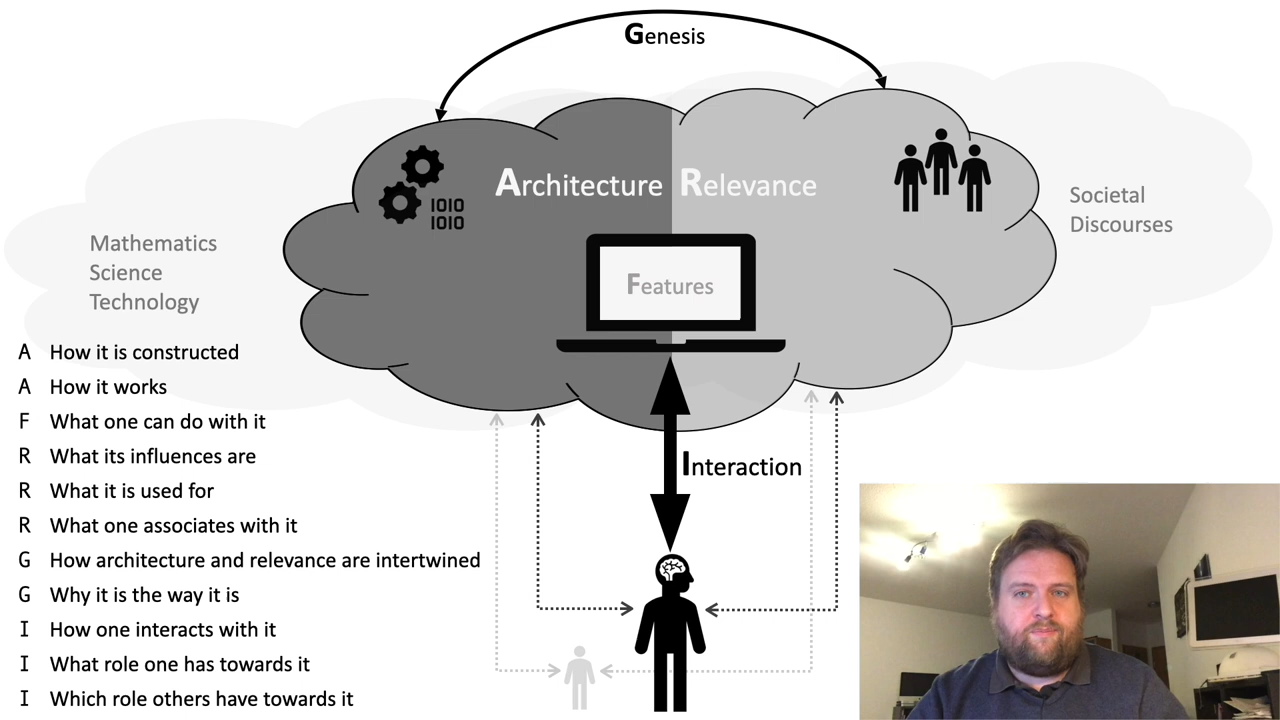 Genesis
Architecture
Relevance
IOIO
IOIO
Societal
Discourses
Mathematics
Science
Technology
Features
A How it is constructed
A How it works
F What one can do with it
R What its influences are
R What it is used for
R What one associates with it
G How architecture and relevance are intertwined
G Why it is the way it is
I How one interacts with it
I What role one has towards it
I Which role others have towards it
Interaction